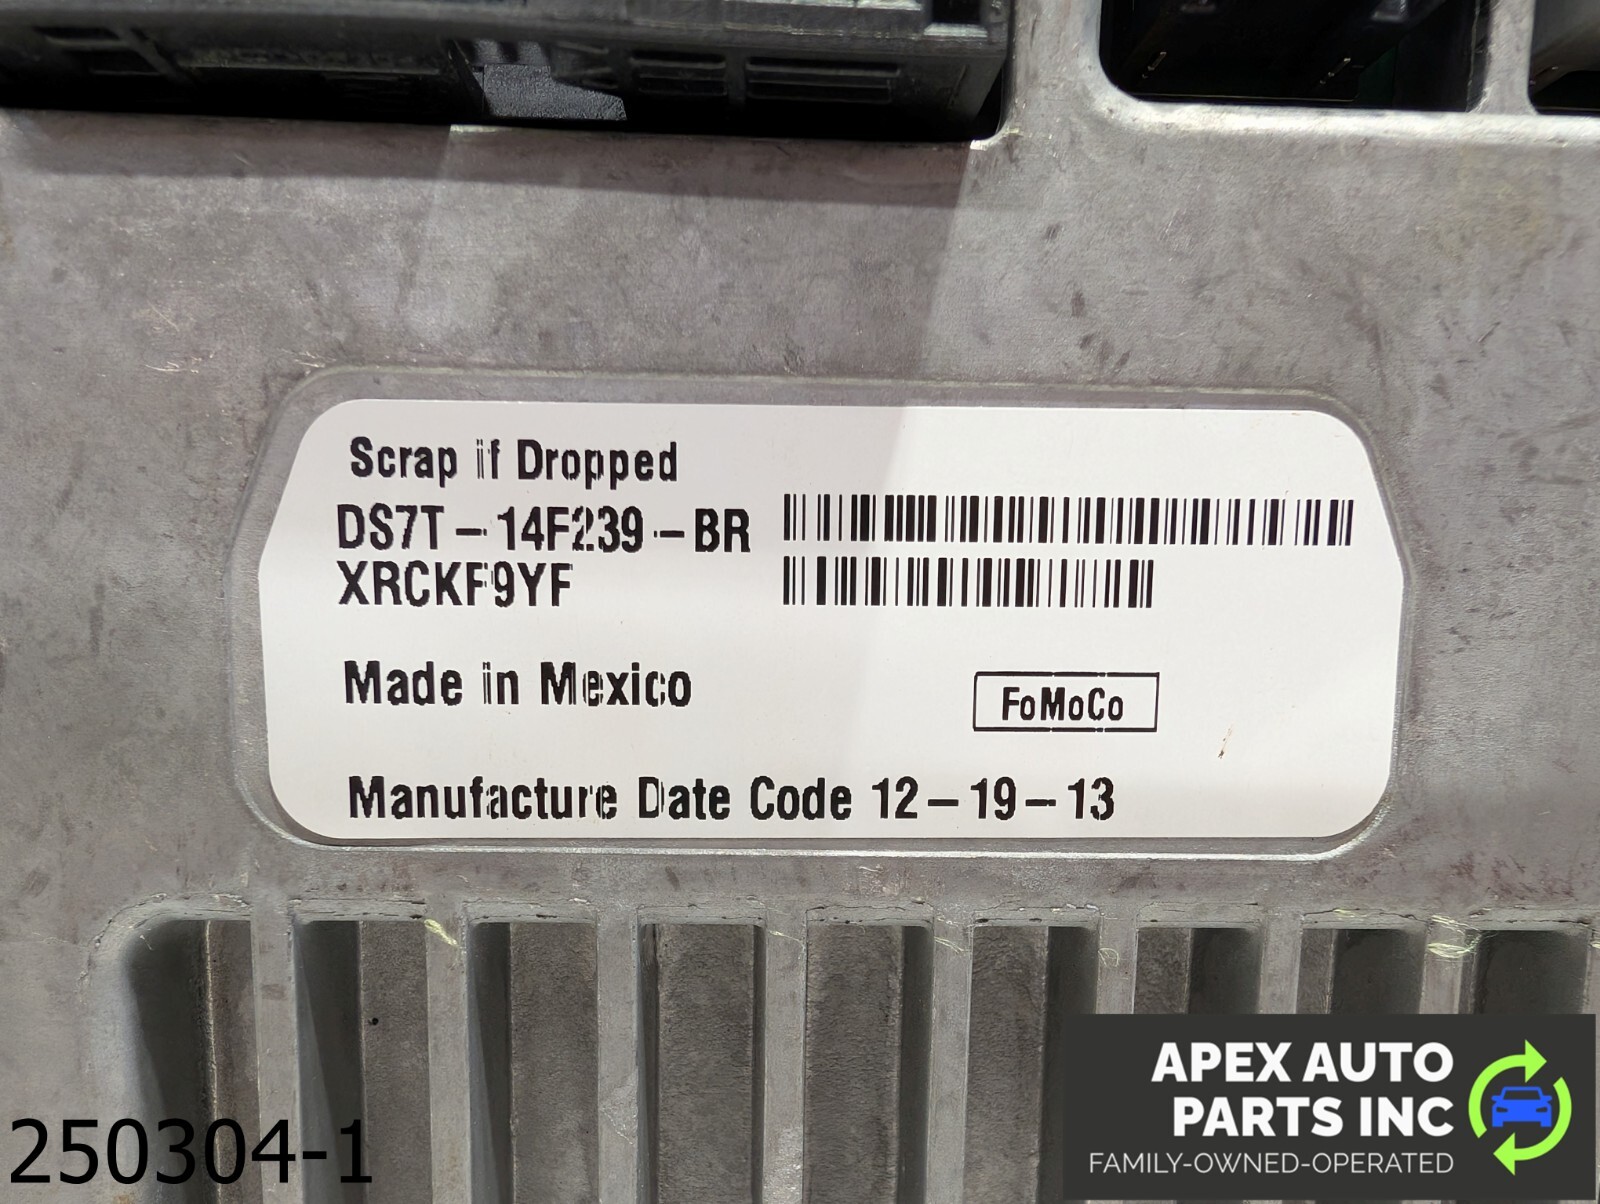 Scrap if Dropped
DS7T-14F239-BR
XRCKF9YF
Made in Mexico
FoMoCo
Manufacture Date Code 12-19-13
250304-1
APEX AUTO
PARTS INC
FAMILY-OWNED-OPERATED